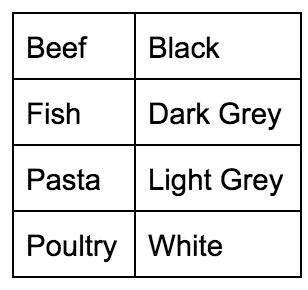 Beef Black
Fish Dark Grey
Pasta Light Grey
Poultry White